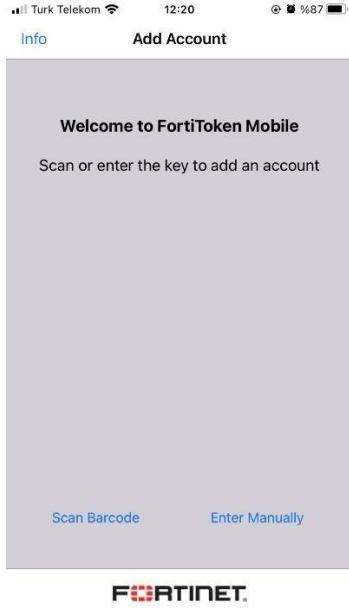 Turk Telekom 12:20 %87
Info Add Account
Welcome to FortiToken Mobile
Scan or enter the key to add an account
Scan Barcode Enter Manually
FORTINET